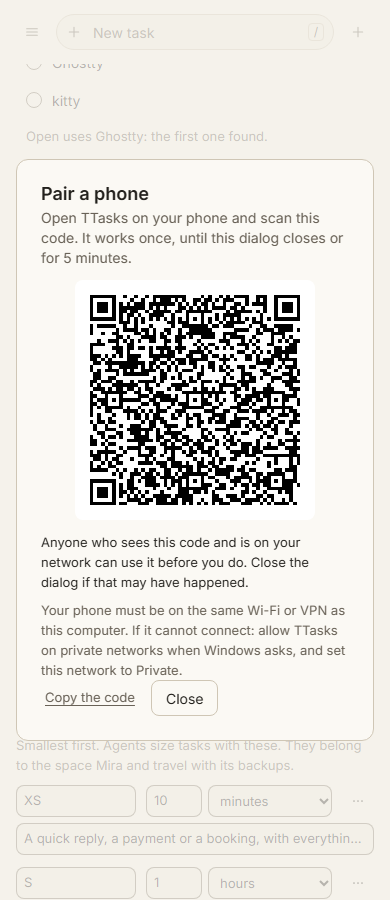 New task
/
Ghostty
kitty
Open uses Ghostty: the first one found.
Pair a phone
Open TTasks on your phone and scan this
code. It works once, until this dialog closes or
for 5 minutes.
Anyone who sees this code and is on your
network can use it before you do. Close the
dialog if that may have happened.
Your phone must be on the same Wi-Fi or VPN as
this computer. If it cannot connect: allow TTasks
on private networks when Windows asks, and set
this network to Private.
Copy the code
Close
Smallest first. Agents size tasks with these. They belong
to the space Mira and travel with its backups.
XS 10 minutes ...
A quick reply, a payment or a booking, with everythin...
S 1 hours ...